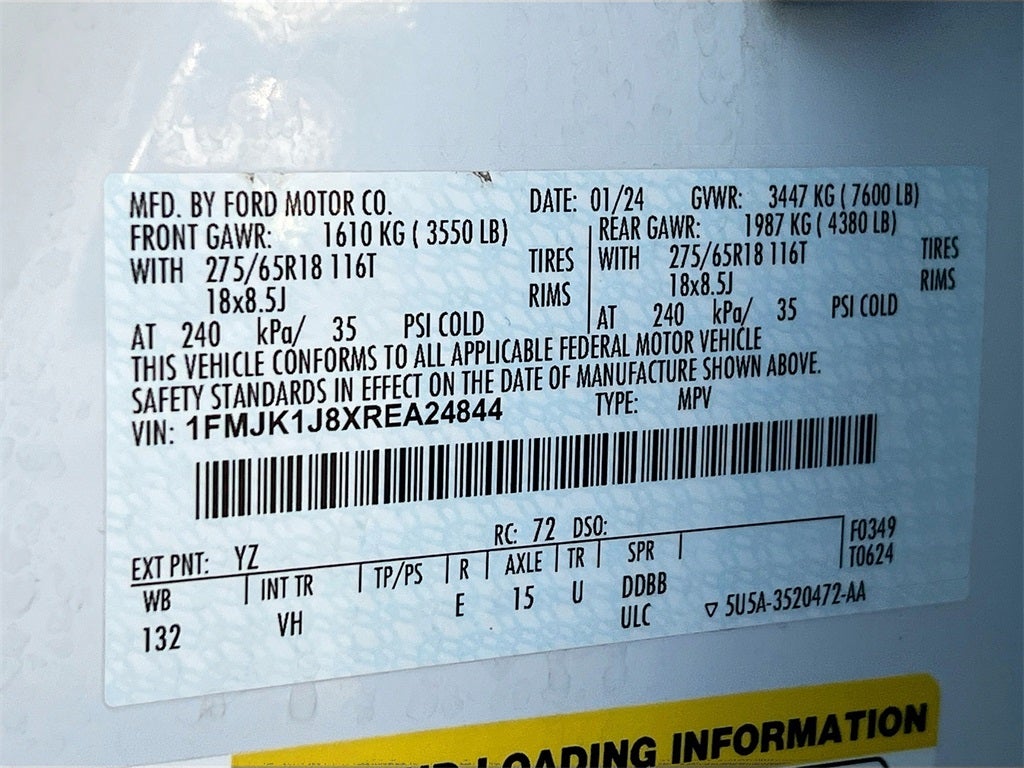 MFD. BY FORD MOTOR CO. DATE: 01/24 GVWR: 3447 KG ( 7600 LB)
FRONT GAWR: 1610 KG ( 3550 LB) REAR GAWR: 1987 KG ( 4380 LB)
WITH 275/65R18 116T TIRES WITH 275/65R18 116T TIRES
18x8.5J RIMS 18x8.5J RIMS
AT 240 kPa/ 35 PSI COLD AT 240 kPa/ 35 PSI COLD
THIS VEHICLE CONFORMS TO ALL APPLICABLE FEDERAL MOTOR VEHICLE
SAFETY STANDARDS IN EFFECT ON THE DATE OF MANUFACTURE SHOWN ABOVE.
VIN: 1FMJK1J8XREA24844 TYPE: MPV
EXT PNT: YZ RC: 72 DSO: F0349
WB INT TR TP/PS R AXLE TR SPR T0624
132 VH E 15 U DDBB
ULC 5U5A-3520472-AA
LOADING INFORMATION